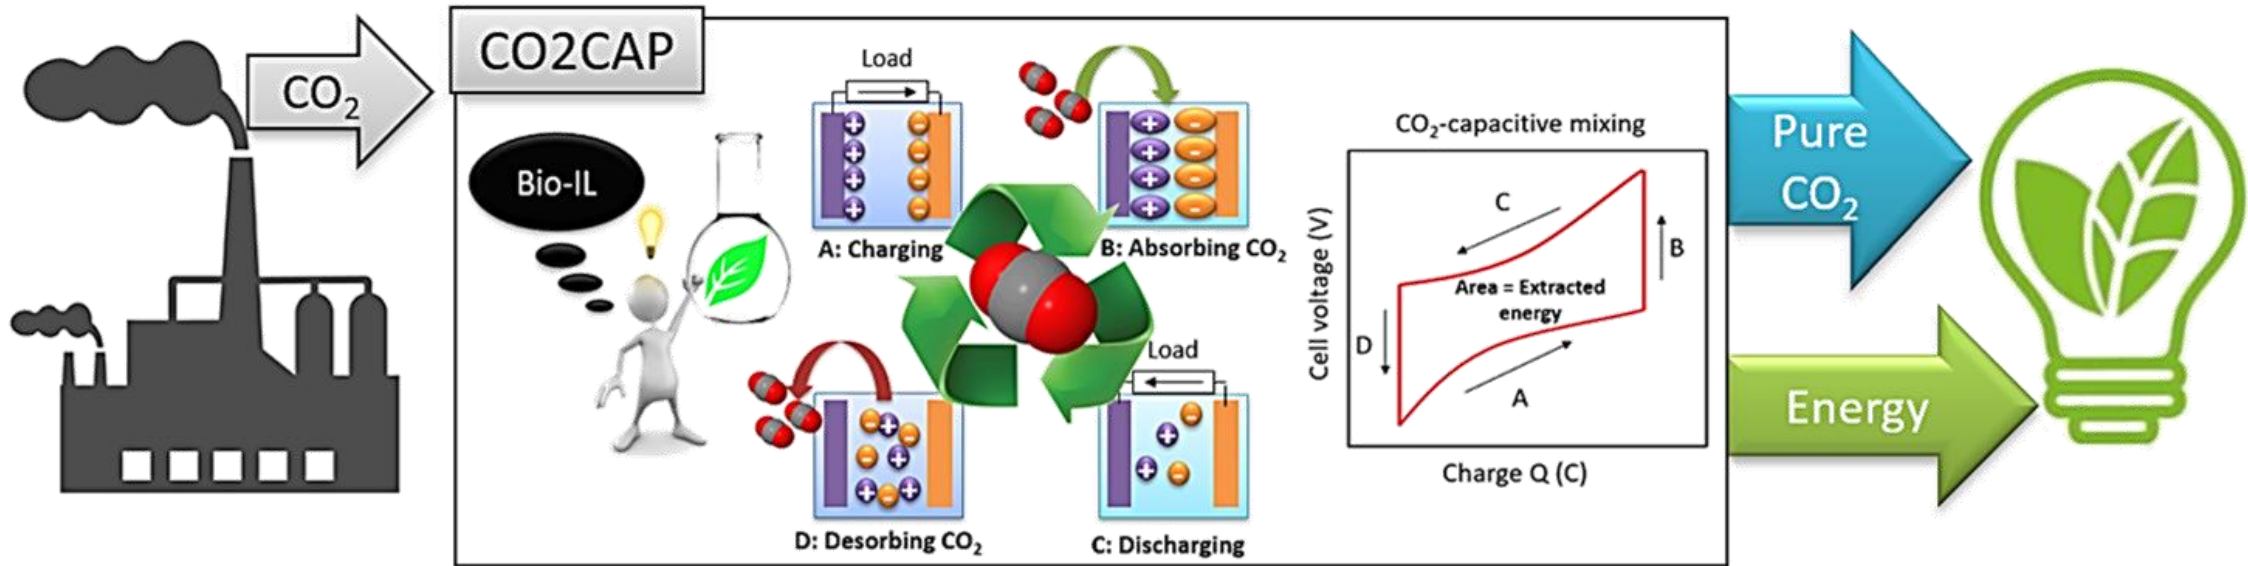 CO₂
CO2CAP
Bio-IL
Load
A: Charging
B: Absorbing CO₂
Load
D: Desorbing CO₂
C: Discharging
CO₂-capacitive mixing
Cell voltage (V)
C
B
Area = Extracted
energy
D
A
Charge Q (C)
Pure
CO₂
Energy